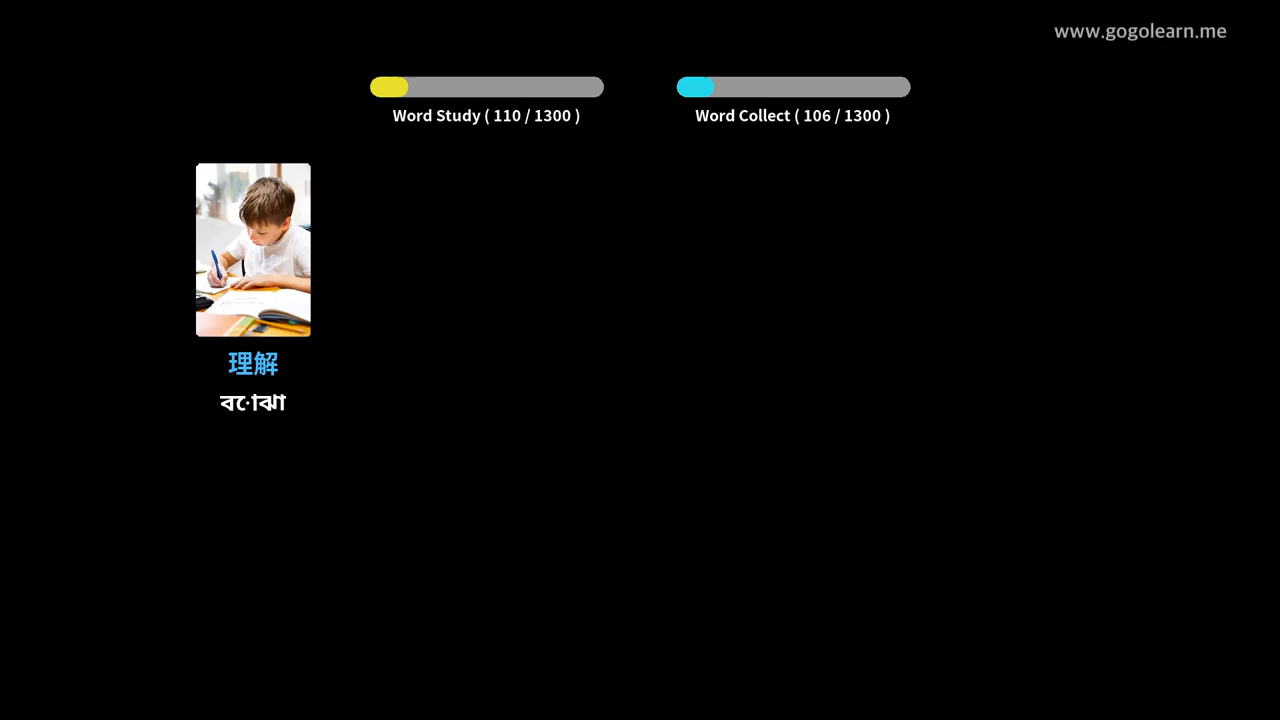 www.gogolearn.me
Word Study ( 110 / 1300 )
Word Collect ( 106 / 1300 )
理解
বোঝা